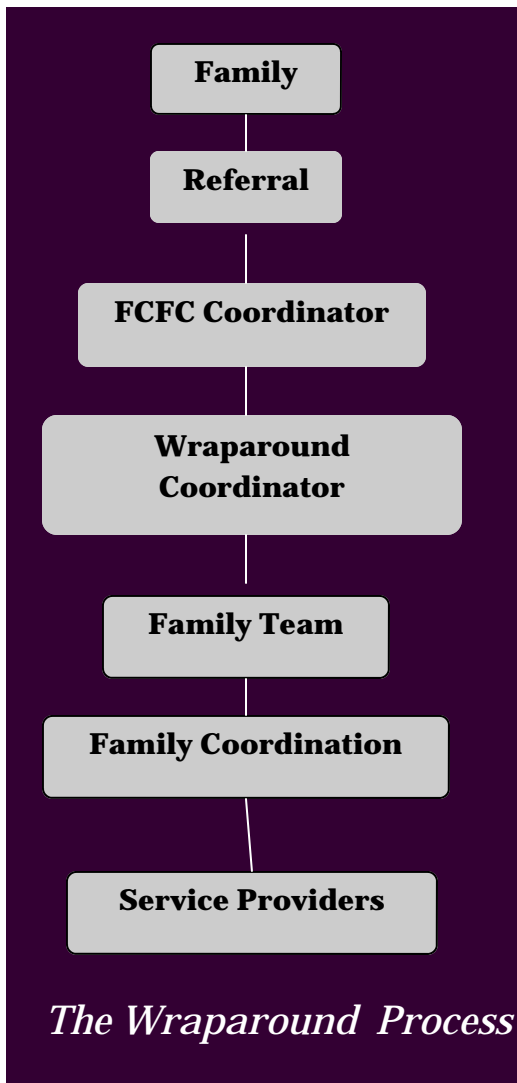 Family
Referral
FCFC Coordinator
Wraparound
Coordinator
Family Team
Family Coordination
Service Providers
The Wraparound Process